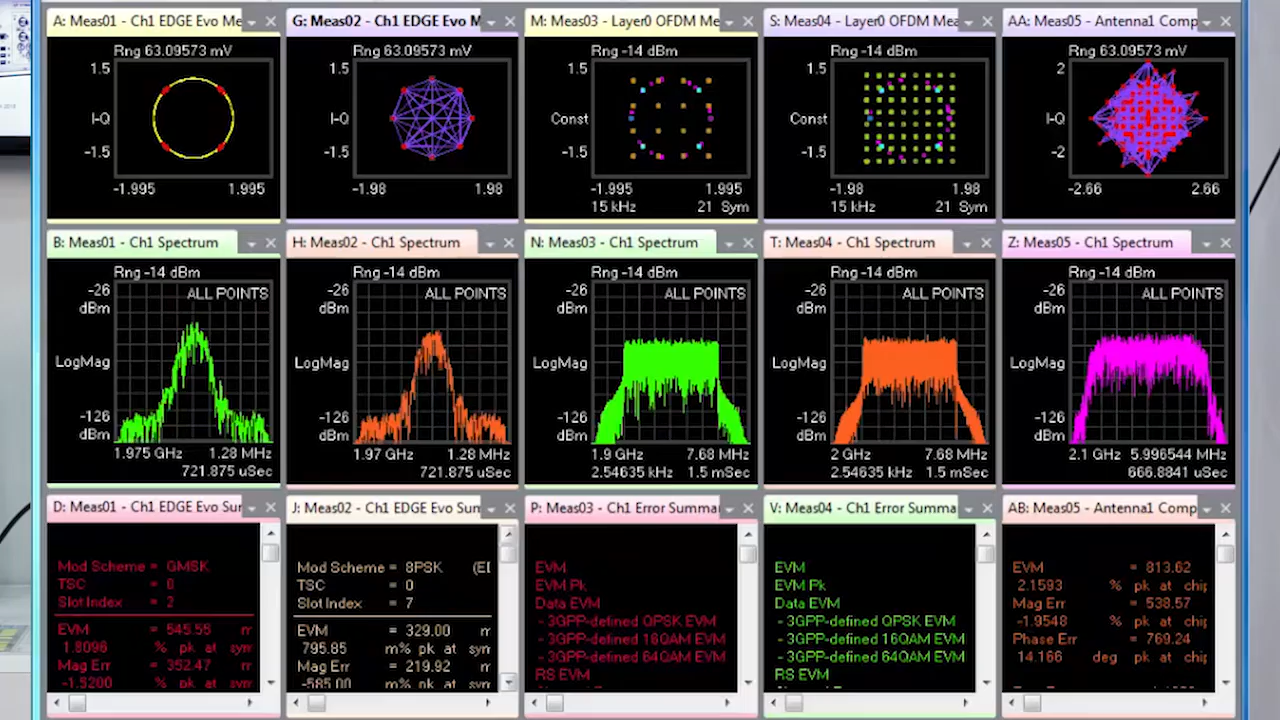 A: Meas01 - Ch1 EDGE Evo Me
Rng 63.09573 mV
1.5
I-Q
-1.5
-1.995 1.995
G: Meas02 - Ch1 EDGE Evo M
Rng 63.09573 mV
1.5
I-Q
-1.5
-1.98 1.98
M: Meas03 - Layer0 OFDM Me
Rng -14 dBm
1.5
Const
-1.5
-1.995 1.995
15 kHz 21 Sym
S: Meas04 - Layer0 OFDM Mea
Rng -14 dBm
1.5
Const
-1.5
-1.98 1.98
15 kHz 21 Sym
AA: Meas05 - Antenna1 Comp
Rng 63.09573 mV
2
I-Q
-2
-2.66 2.66
B: Meas01 - Ch1 Spectrum
Rng -14 dBm
-26
dBm
ALL POINTS
LogMag
-126
dBm
1.975 GHz 1.28 MHz
721.875 uSec
H: Meas02 - Ch1 Spectrum
Rng -14 dBm
-26
dBm
ALL POINTS
LogMag
-126
dBm
1.97 GHz 1.28 MHz
721.875 uSec
N: Meas03 - Ch1 Spectrum
Rng -14 dBm
-26
dBm
ALL POINTS
LogMag
-126
dBm
1.9 GHz 7.68 MHz
2.54635 kHz 1.5 mSec
T: Meas04 - Ch1 Spectrum
Rng -14 dBm
-26
dBm
ALL POINTS
LogMag
-126
dBm
2 GHz 7.68 MHz
2.54635 kHz 1.5 mSec
Z: Meas05 - Ch1 Spectrum
Rng -14 dBm
-26
dBm
ALL POINTS
LogMag
-126
dBm
2.1 GHz 5.996544 MHz
666.8841 uSec
D: Meas01 - Ch1 EDGE Evo Sur
Mod Scheme = GMSK
TSC = 0
Slot Index = 2
EVM = 545.55 m
1.8096 % pk at sym
Mag Err = 352.47 m
-1.5200 % pk at sym
J: Meas02 - Ch1 EDGE Evo Sum
Mod Scheme = 8PSK (ED
TSC = 0
Slot Index = 7
EVM = 329.00 m
795.85 m% pk at sym
Mag Err = 219.92 m
-585.00 m% pk at sym
P: Meas03 - Ch1 Error Summa
EVM
EVM Pk
Data EVM
- 3GPP-defined QPSK EVM
- 3GPP-defined 16QAM EVM
- 3GPP-defined 64QAM EVM
RS EVM
V: Meas04 - Ch1 Error Summa
EVM
EVM Pk
Data EVM
- 3GPP-defined QPSK EVM
- 3GPP-defined 16QAM EVM
- 3GPP-defined 64QAM EVM
RS EVM
AB: Meas05 - Antenna1 Comp
EVM = 813.62
2.1593 % pk at chip
Mag Err = 538.57
-1.9548 % pk at chip
Phase Err = 769.24
14.166 deg pk at chip